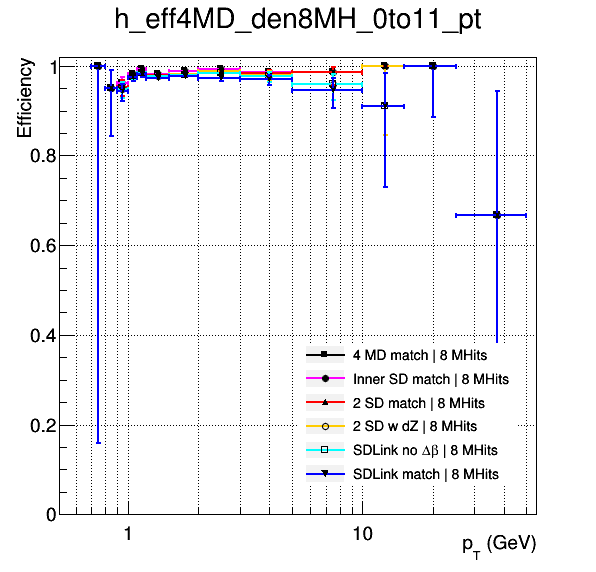 h_eff4MD_den8MH_0to11_pt
Efficiency
1
0.8
0.6
0.4
0.2
0
4 MD match | 8 MHits
Inner SD match | 8 MHits
2 SD match | 8 MHits
2 SD w dZ | 8 MHits
SDLink no Δβ | 8 MHits
SDLink match | 8 MHits
1
10
p_T (GeV)